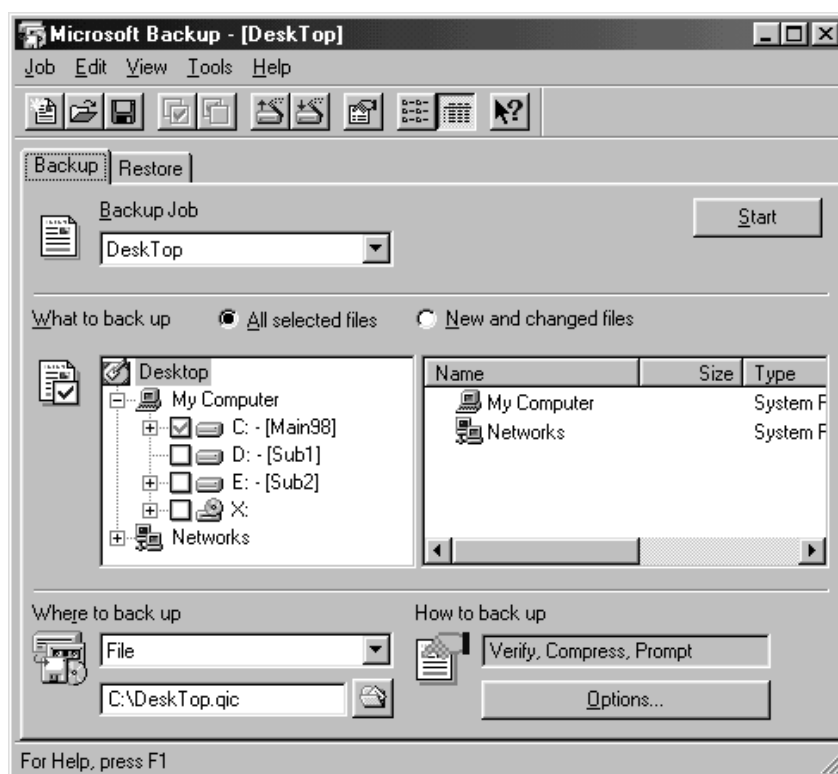 Microsoft Backup - [DeskTop]
Job Edit View Tools Help
Backup Restore
Backup Job
Start
DeskTop
What to back up All selected files New and changed files
Desktop
My Computer
C: - [Main98]
D: - [Sub1]
E: - [Sub2]
X:
Networks
Name Size Type
My Computer System F
Networks System F
Where to back up
File
C:\DeskTop.qic
How to back up
Verify, Compress, Prompt
Options...
For Help, press F1